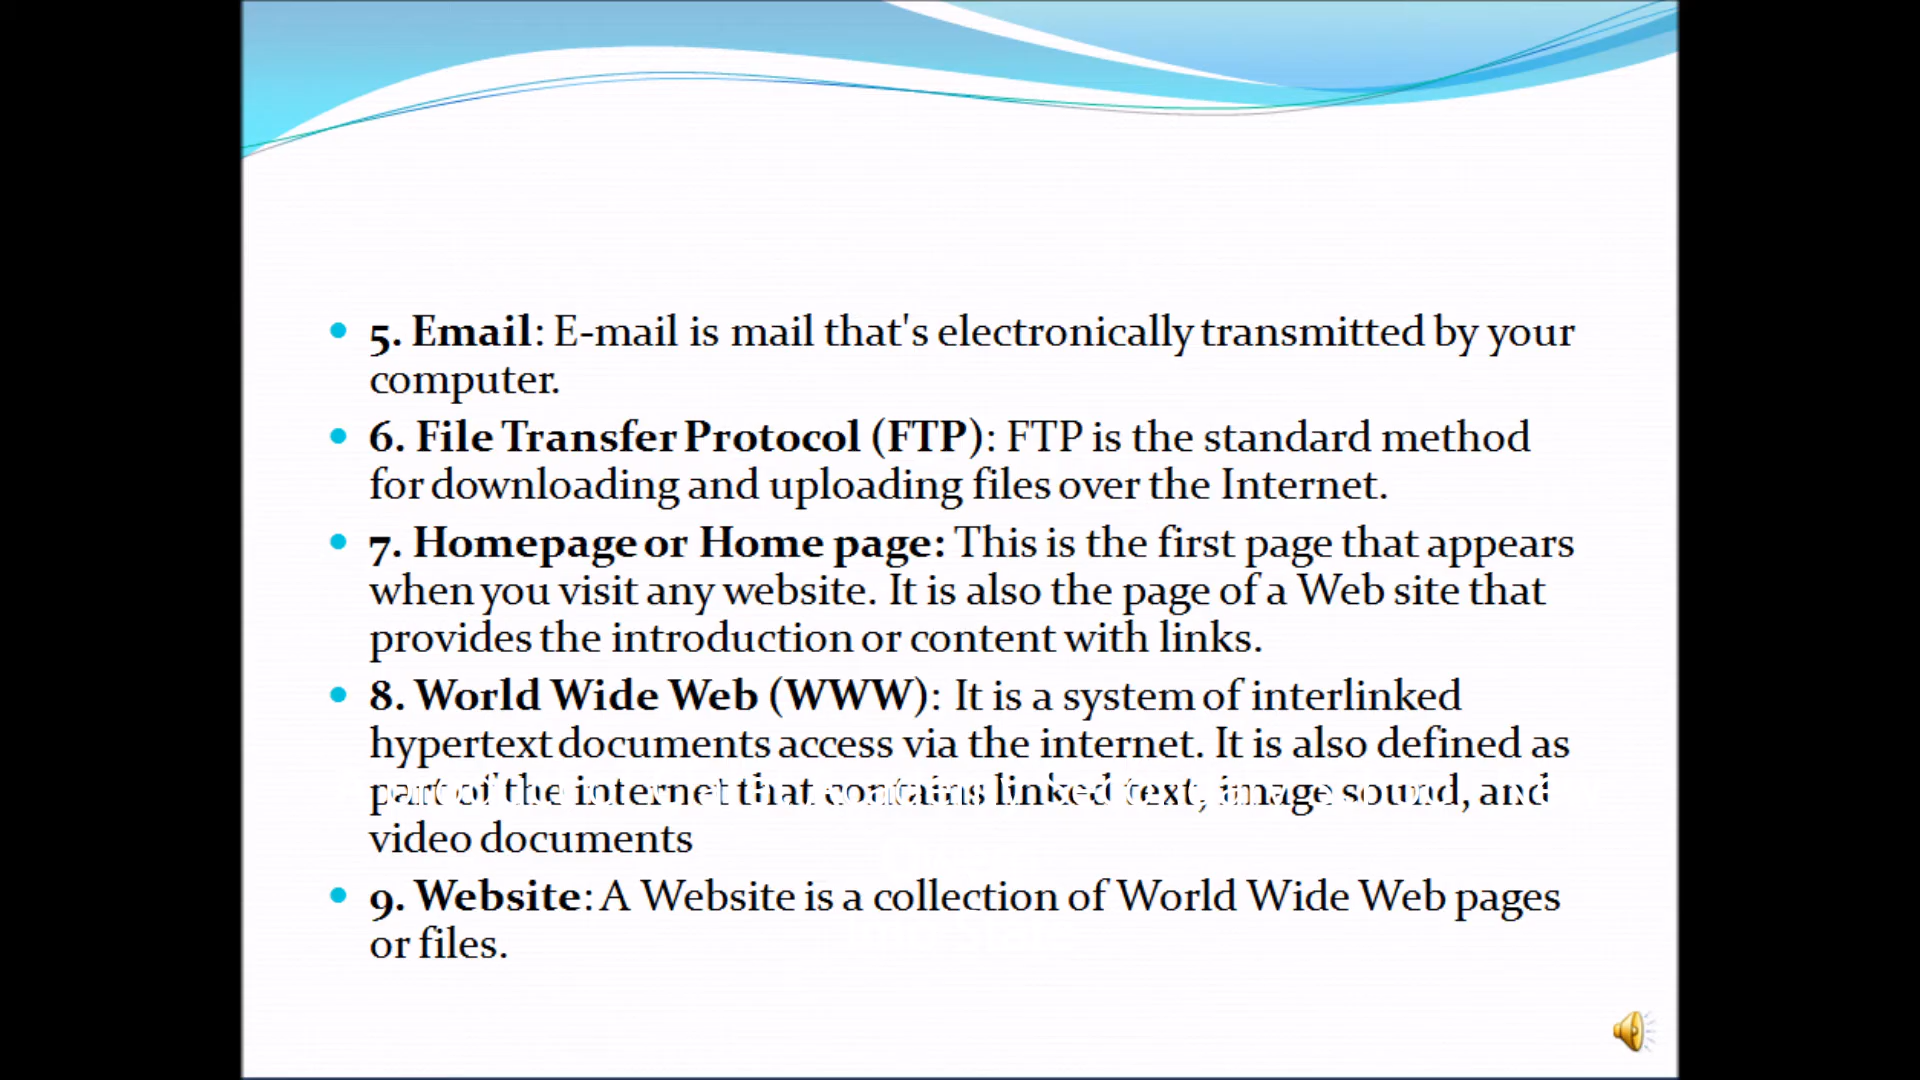 5. Email: E-mail is mail that's electronically transmitted by your
computer.
6. File Transfer Protocol (FTP): FTP is the standard method
for downloading and uploading files over the Internet.
7. Homepage or Home page: This is the first page that appears
when you visit any website. It is also the page of a Web site that
provides the introduction or content with links.
8. World Wide Web (WWW): It is a system of interlinked
hypertext documents access via the internet. It is also defined as
part of the internet that contains linked text, image sound, and
video documents
9. Website: A Website is a collection of World Wide Web pages
or files.